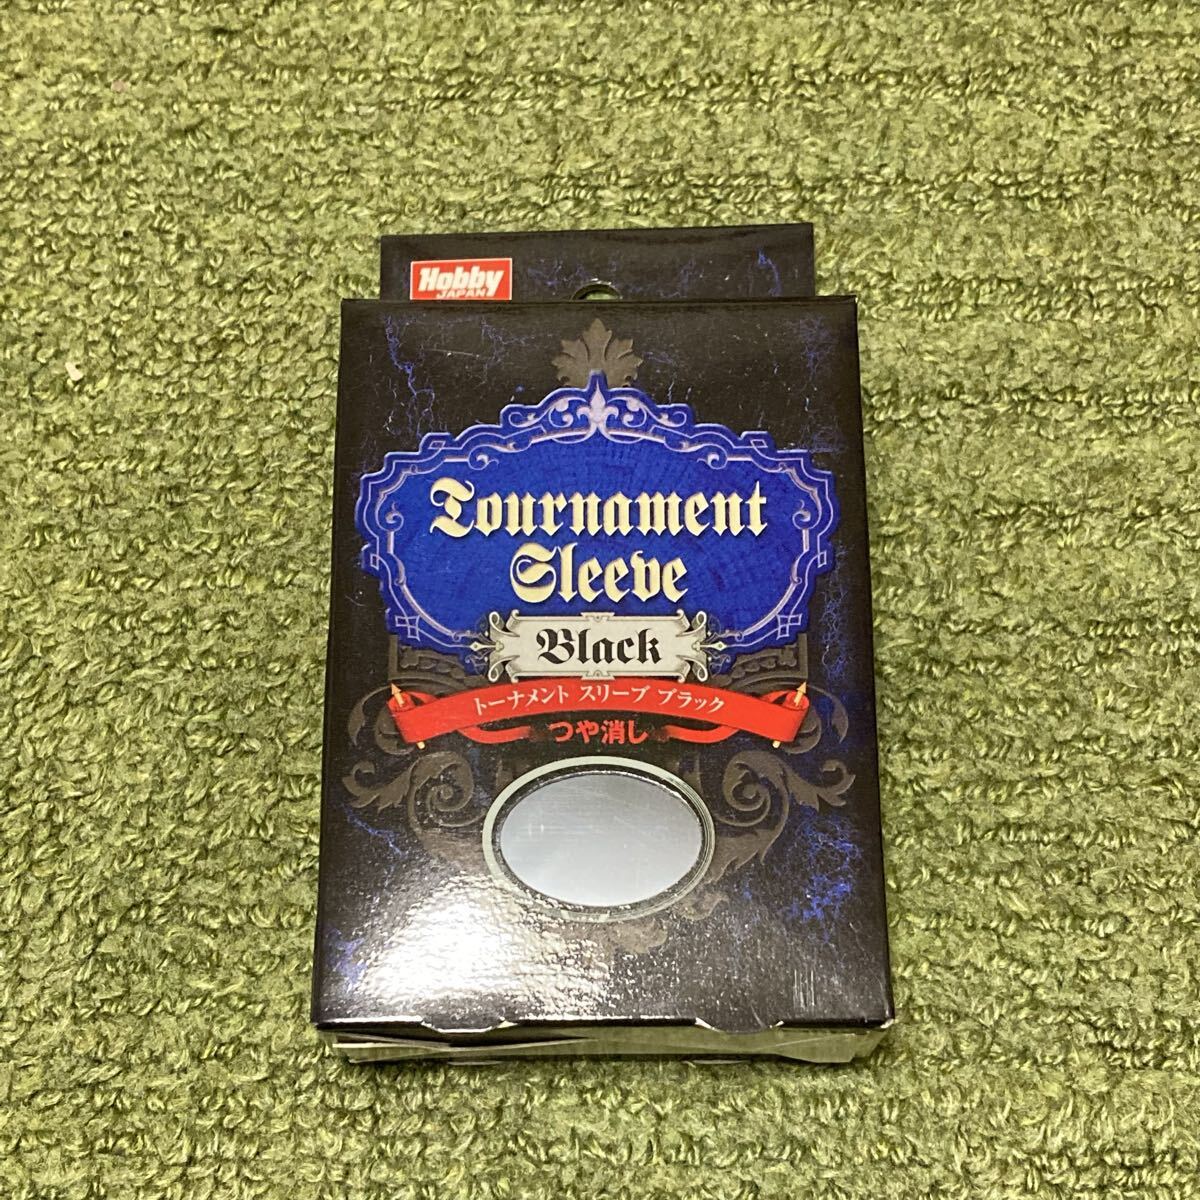 Hobby
JAPAN
Tournament
Sleeve
Black
トーナメント スリーブ ブラック
つや消し